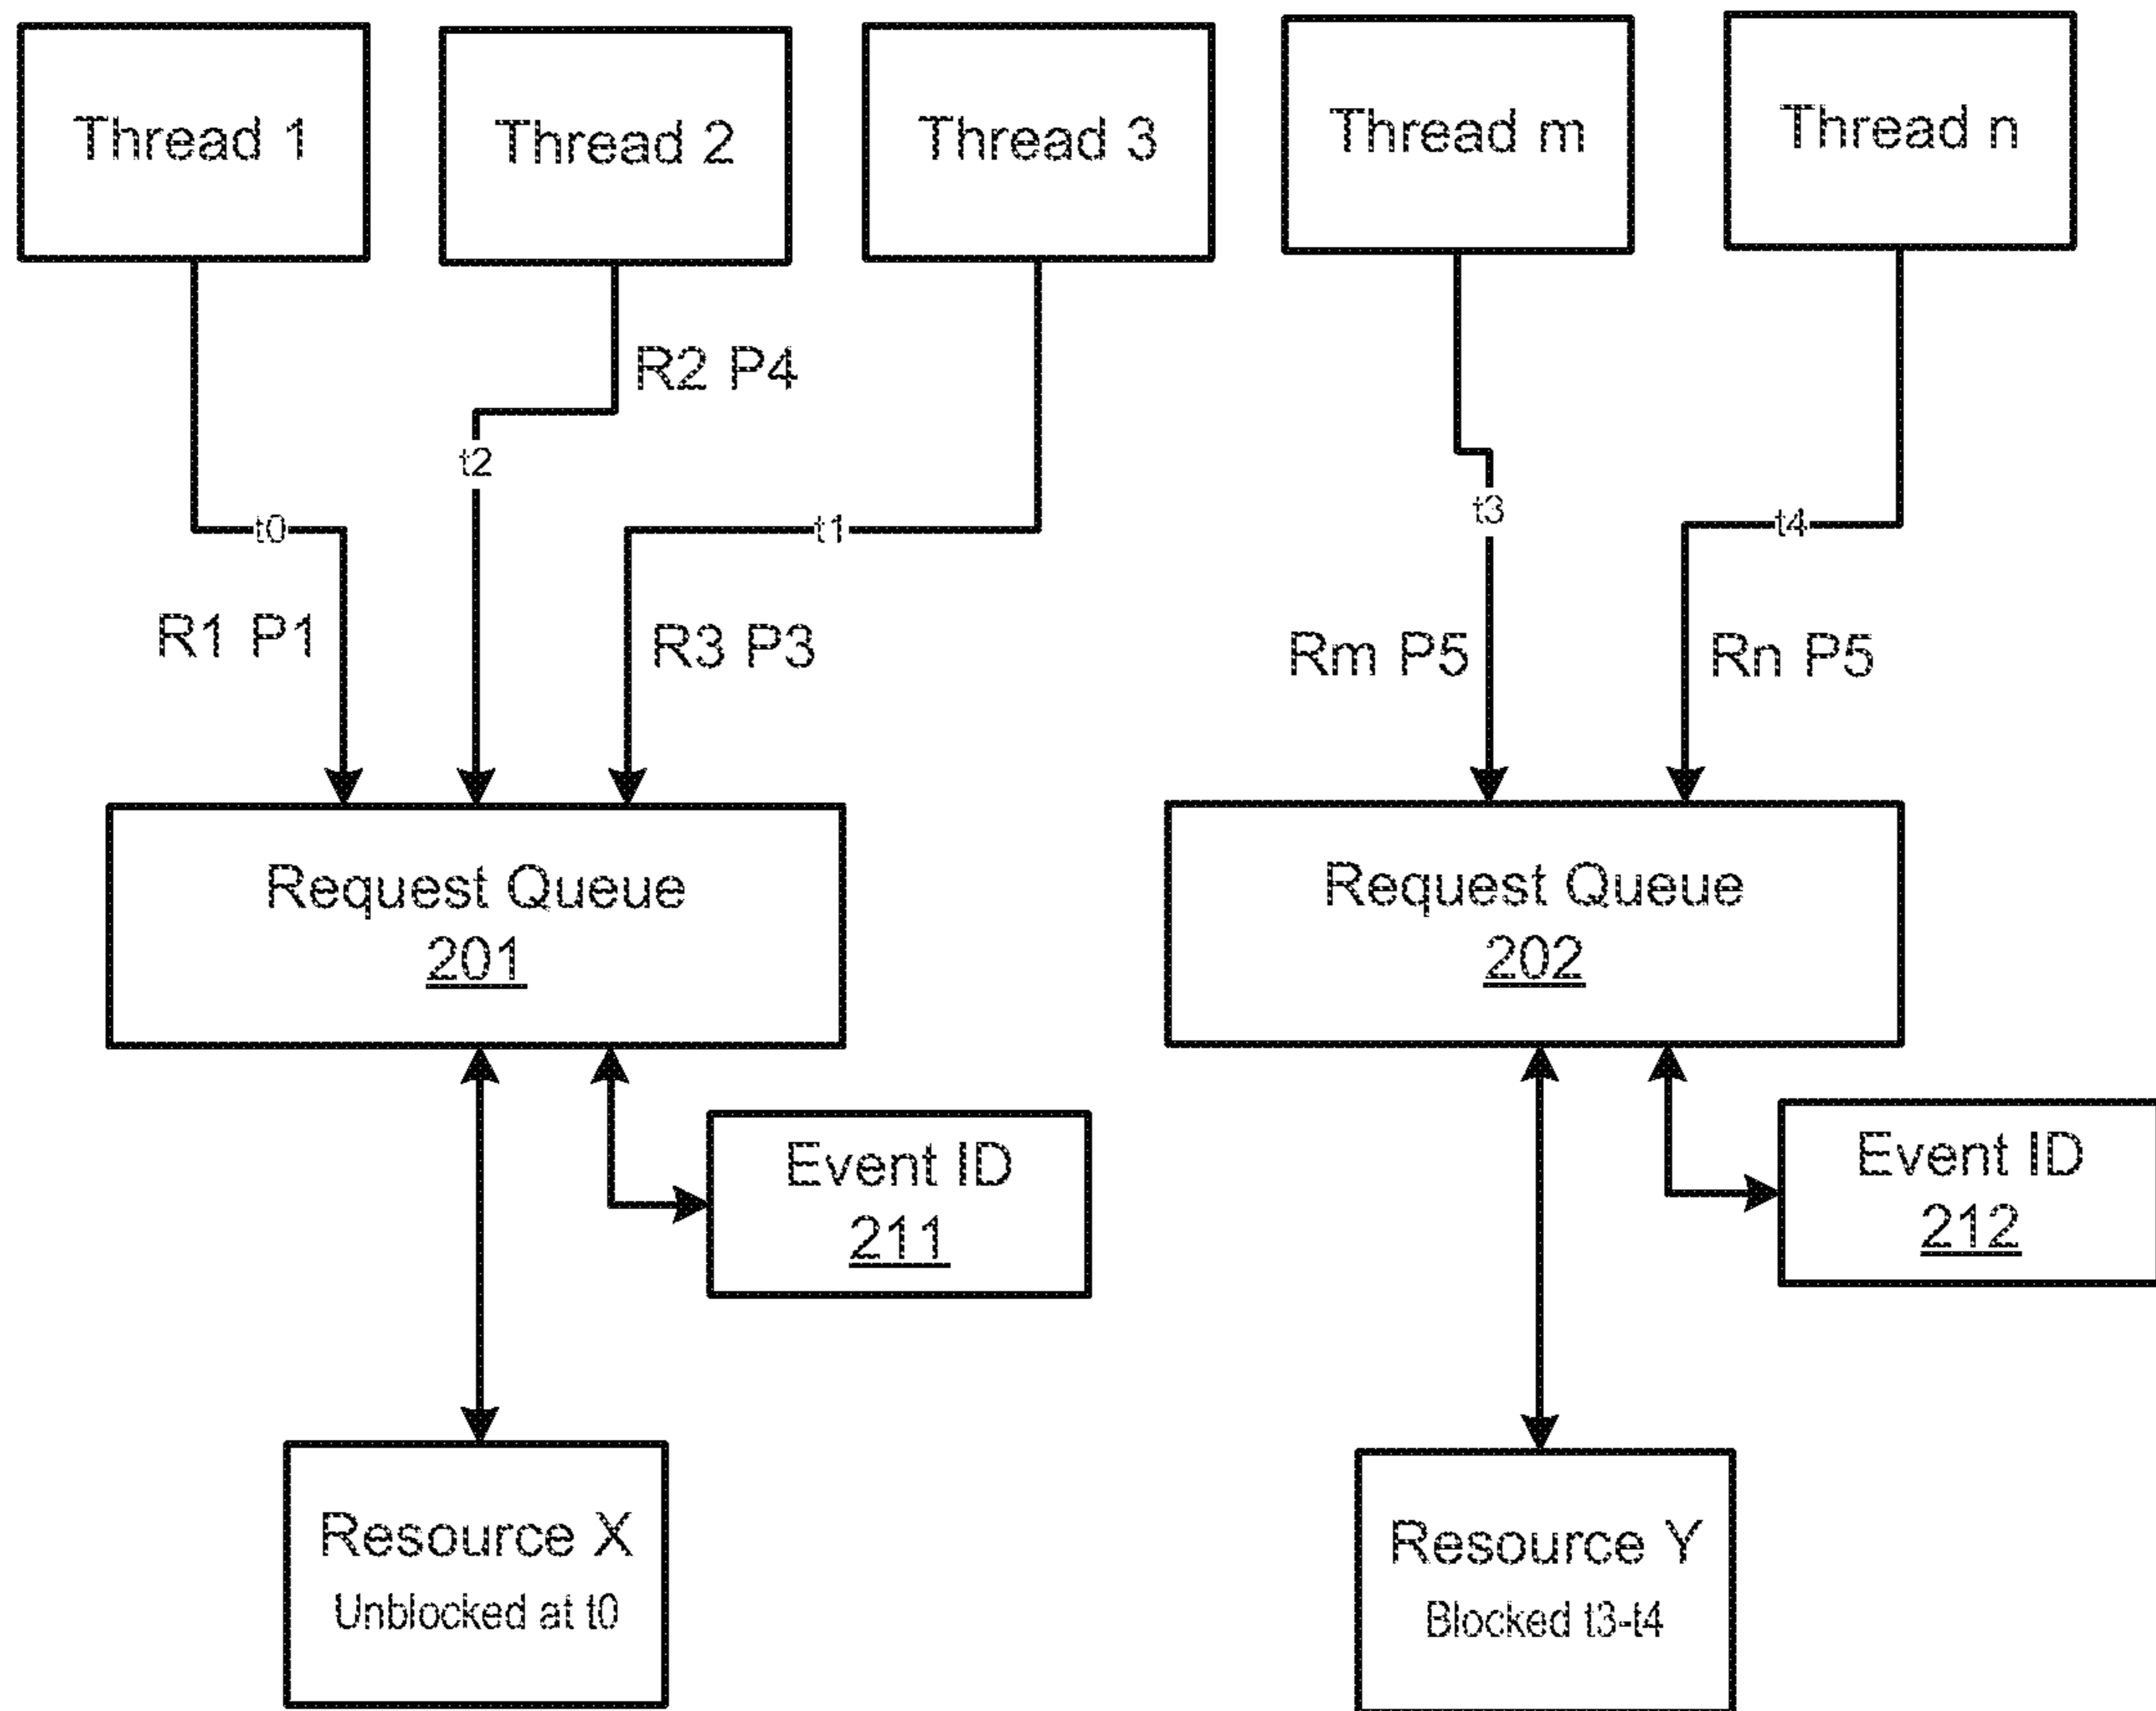 Thread 1
Thread 2
Thread 3
Thread m
Thread n
R2 P4
t2
t0
t1
t3
t4
R1 P1
R3 P3
Rm P5
Rn P5
Request Queue
201
Request Queue
202
Event ID
211
Event ID
212
Resource X
Unblocked at t0
Resource Y
Blocked t3-t4